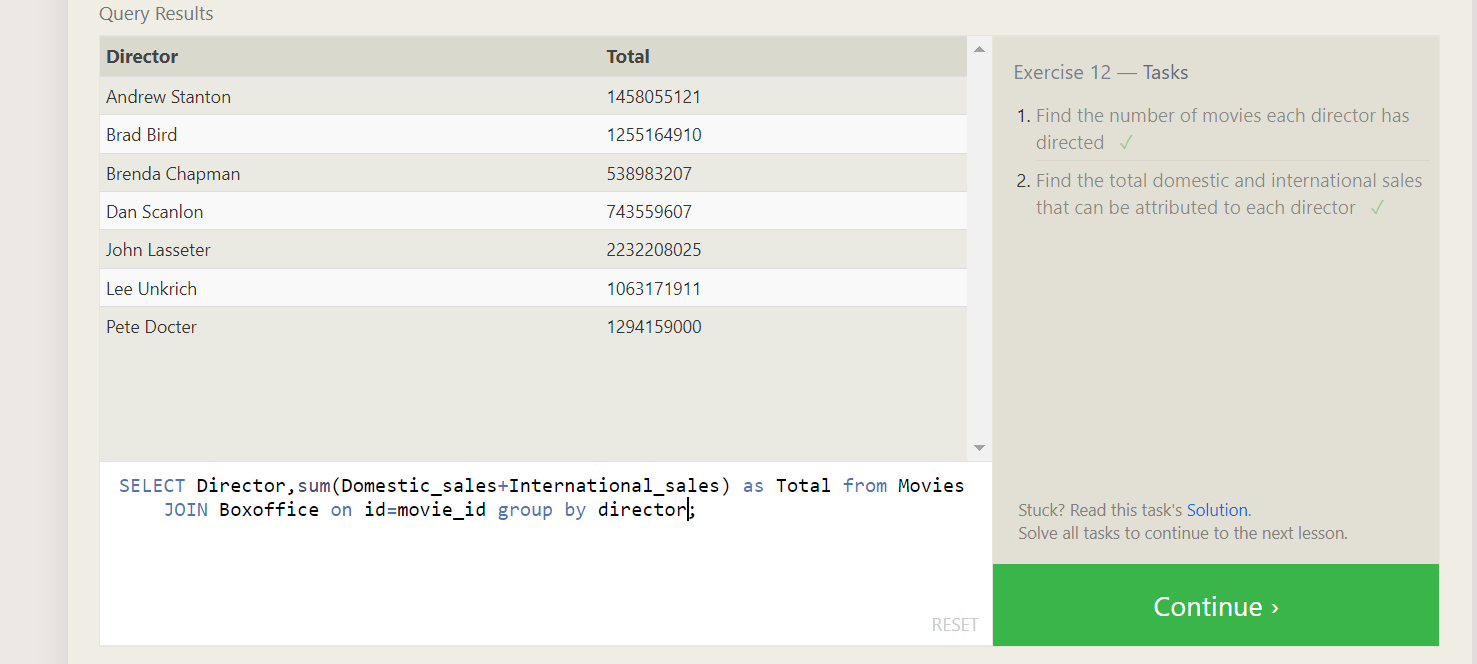 Query Results
Director Total
Andrew Stanton 1458055121
Brad Bird 1255164910
Brenda Chapman 538983207
Dan Scanlon 743559607
John Lasseter 2232208025
Lee Unkrich 1063171911
Pete Docter 1294159000
SELECT Director,sum(Domestic_sales+International_sales) as Total from Movies
JOIN Boxoffice on id=movie_id group by director;
RESET
Exercise 12 — Tasks
1. Find the number of movies each director has
directed ✓
2. Find the total domestic and international sales
that can be attributed to each director ✓
Stuck? Read this task's Solution.
Solve all tasks to continue to the next lesson.
Continue ›